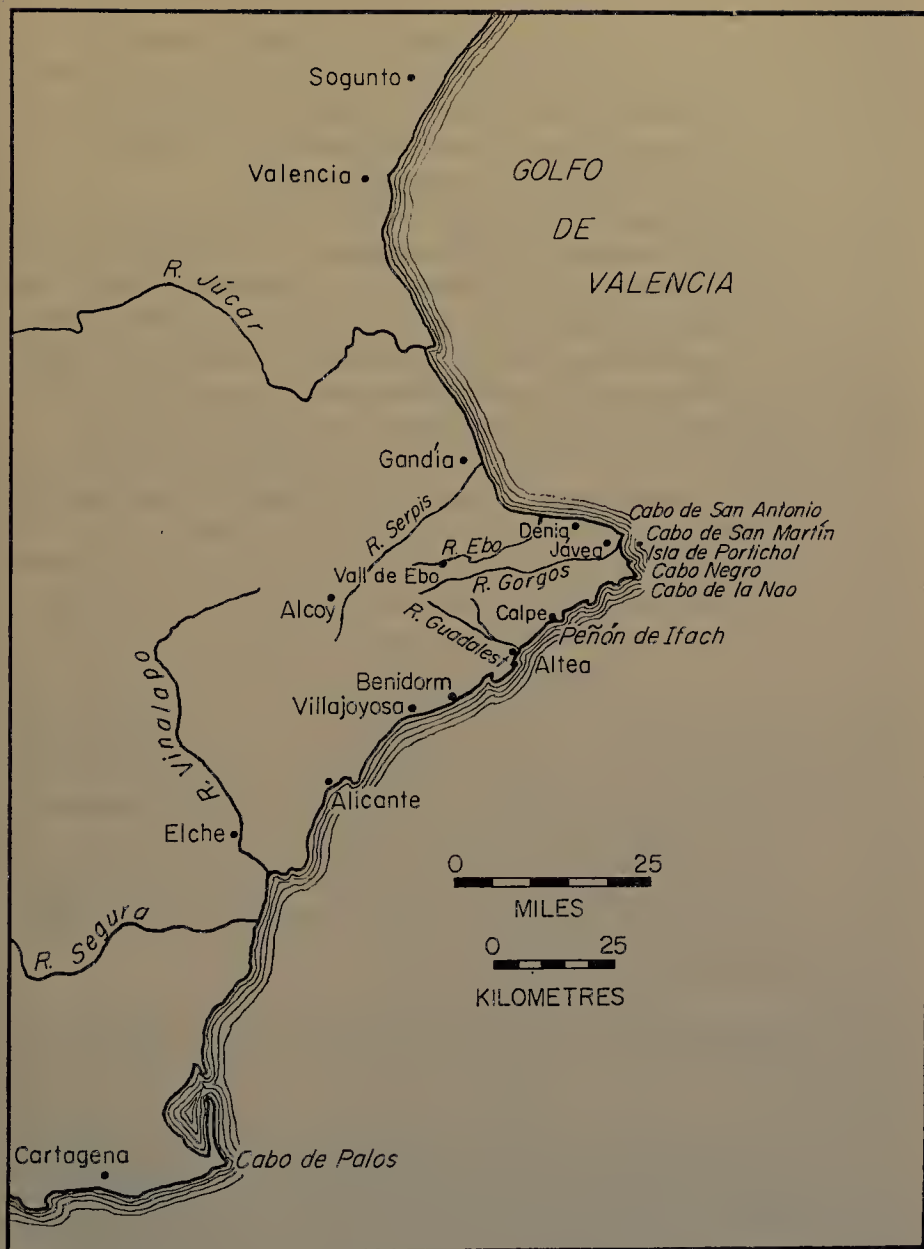 Sogunto
Valencia
GOLFO
DE
VALENCIA
R. Júcar
Gandía
R. Serpis
Cabo de San Antonio
Denia
Cabo de San Martín
Jávea
Isla de Portichol
R. Ebo
Vall de Ebo
Cabo Negro
R. Gorgos
Cabo de la Nao
Alcoy
Calpe
R. Guadalest
Peñón de Ifach
Altea
Benidorm
Villajoyosa
R. Vinalapo
Alicante
Elche
0 25
MILES
R. Segura
0 25
KILOMETRES
Cartagena
Cabo de Palos